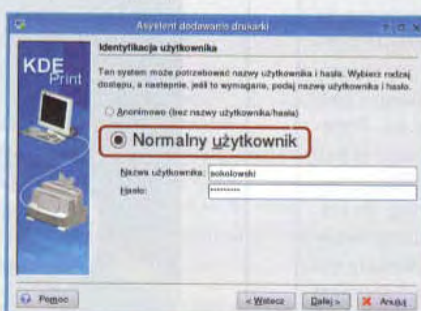 Asystent dodawania drukarki
Identyfikacja użytkownika
KDE
Print
Ten system może potrzebować nazwy użytkownika i hasła. Wybierz rodzaj
dostępu, a następnie, jeśli to wymagane, podaj nazwę użytkownika i hasło.
Anonimowo (bez nazwy użytkownika/hasła)
Normalny użytkownik
Nazwa użytkownika: sokolowski
Hasło: *********
Pomoc
< Wstecz
Dalej >
Anuluj